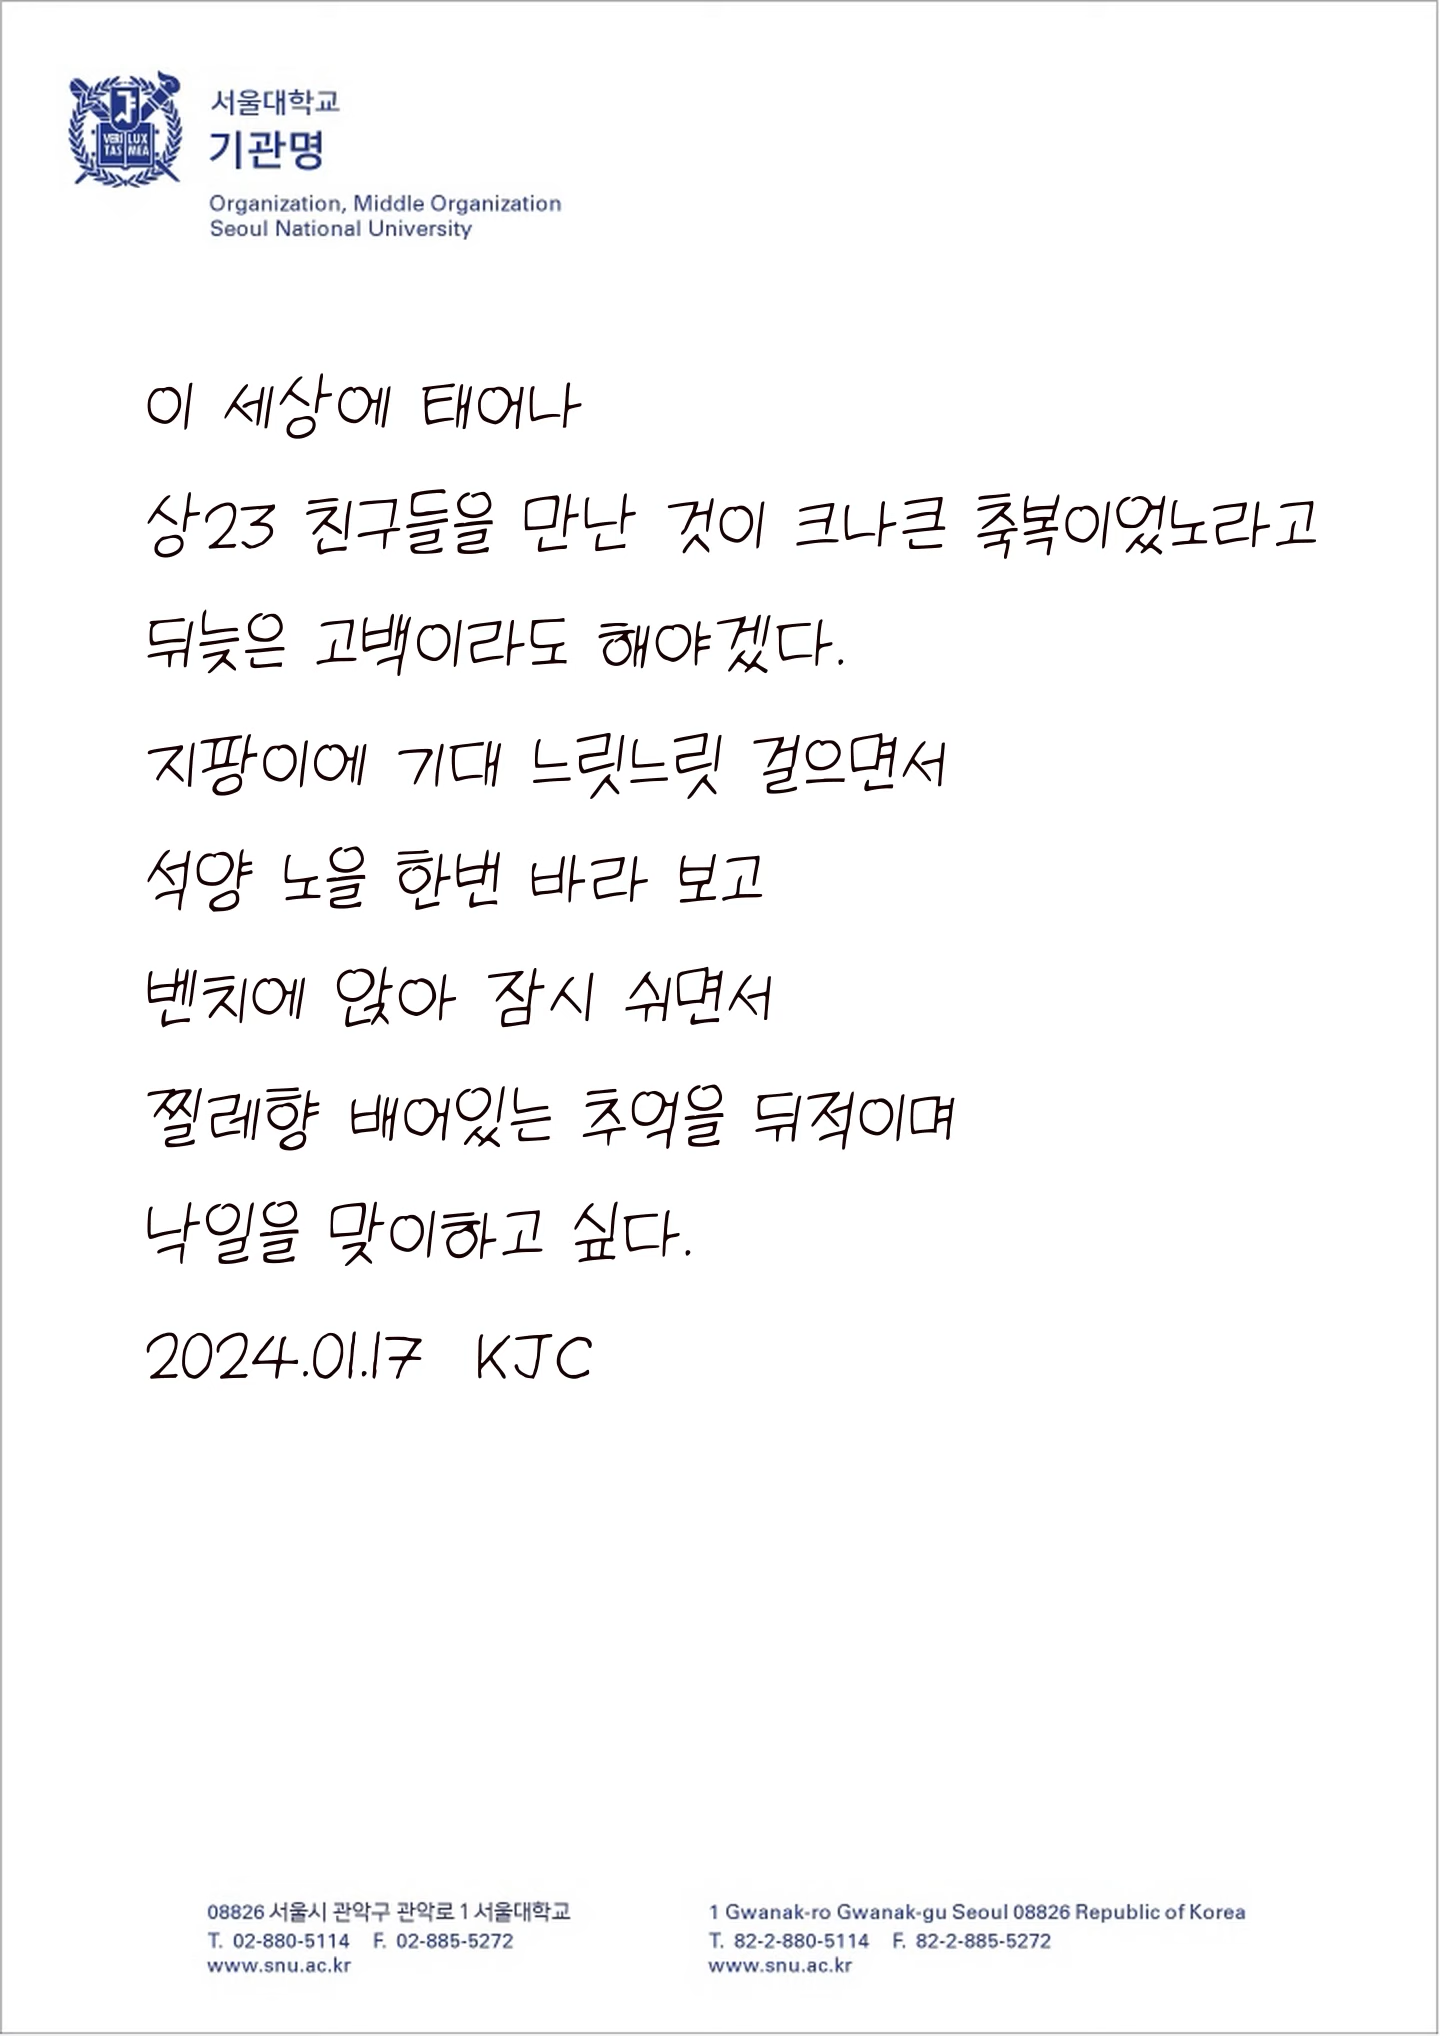 서울대학교
기관명
VERI LUX
TAS MEA
Organization, Middle Organization
Seoul National University
이 세상에 태어나
상23 친구들을 만난 것이 크나큰 축복이었노라고
뒤늦은 고백이라도 해야겠다.
지팡이에 기대 느릿느릿 걸으면서
석양 노을 한번 바라 보고
벤치에 앉아 잠시 쉬면서
찔레향 배어있는 추억을 뒤적이며
낙일을 맞이하고 싶다.
2024.01.17 KJC
08826 서울시 관악구 관악로 1 서울대학교
T. 02-880-5114 F. 02-885-5272
www.snu.ac.kr
1 Gwanak-ro Gwanak-gu Seoul 08826 Republic of Korea
T. 82-2-880-5114 F. 82-2-885-5272
www.snu.ac.kr